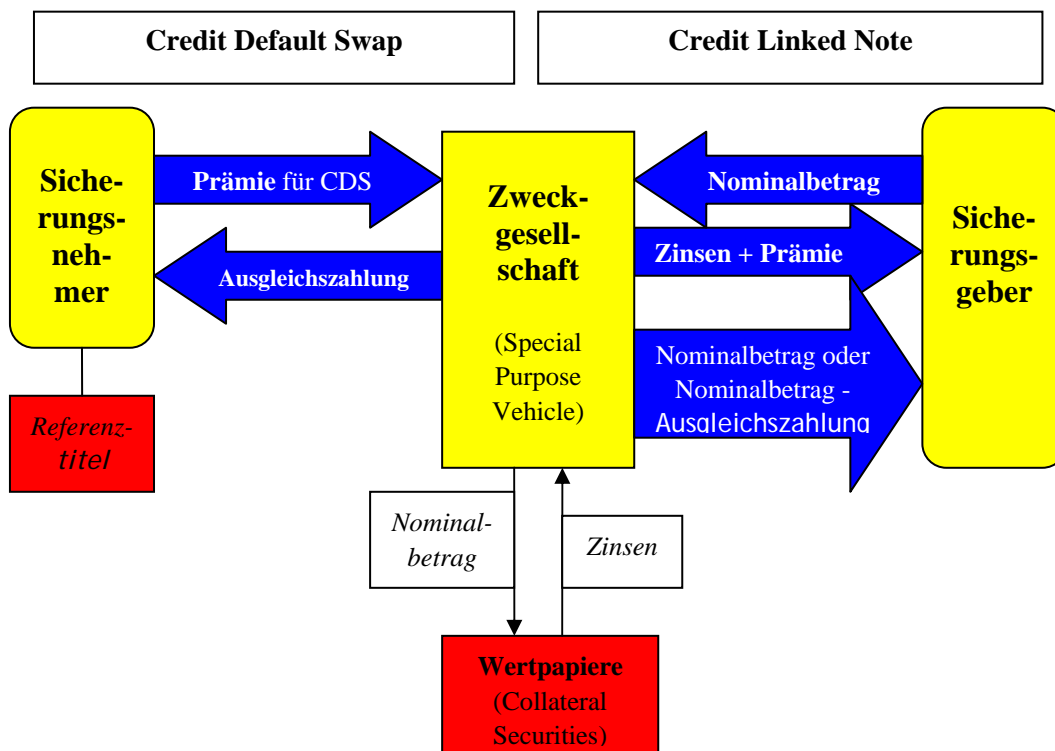 Credit Default Swap
Credit Linked Note
Siche-
rungs-
neh-
mer
Prämie für CDS
Ausgleichszahlung
Zweck-
gesell-
schaft
(Special
Purpose
Vehicle)
Nominalbetrag
Zinsen + Prämie
Nominalbetrag oder
Nominalbetrag -
Ausgleichszahlung
Siche-
rungs-
geber
Referenz-
titel
Nominal-
betrag
Zinsen
Wertpapiere
(Collateral
Securities)